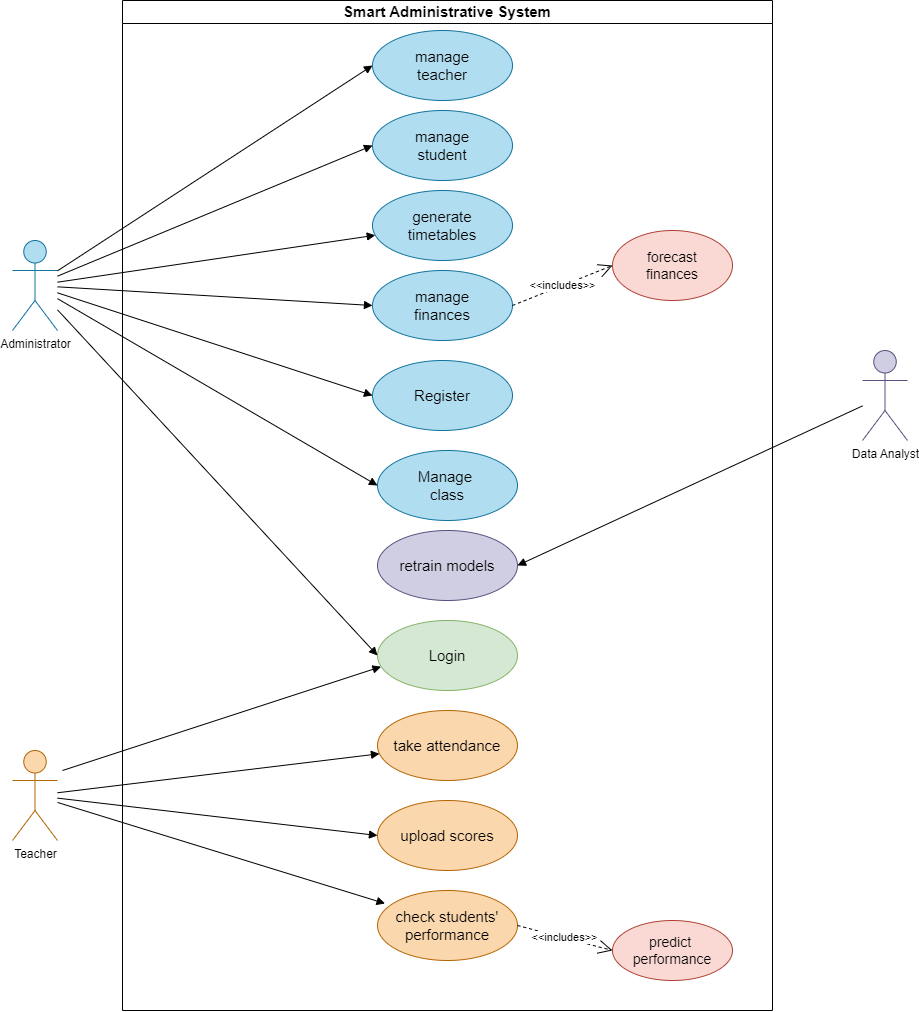 Smart Administrative System
manage
teacher
manage
student
generate
timetables
manage
finances
<<includes>>
forecast
finances
Administrator
Register
Data Analyst
Manage
class
retrain models
Login
take attendance
Teacher
upload scores
check students'
performance
<<includes>>
predict
performance